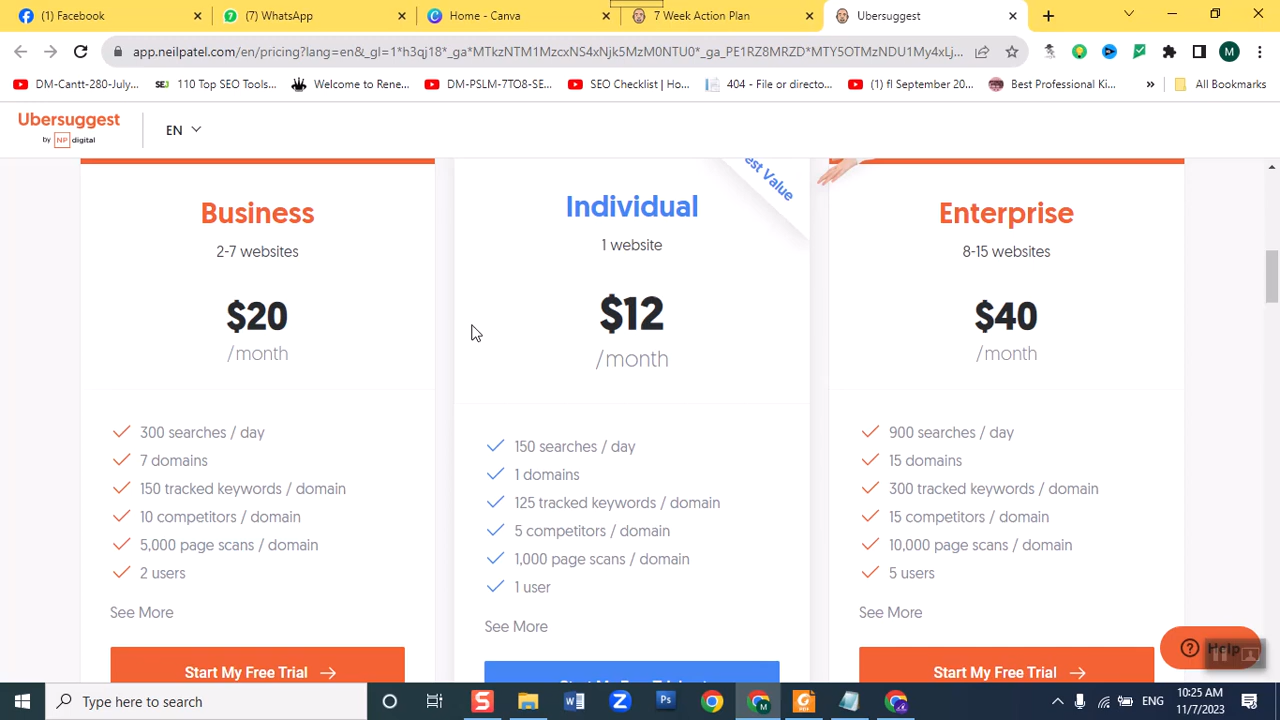 (1) Facebook
(7) WhatsApp
Home - Canva
7 Week Action Plan
Ubersuggest
app.neilpatel.com/en/pricing?lang=en&_gl=1*h3qj18*_ga*MTkzNTM1MzcxNS4xNjk5MzM0NTU0*_ga_PE1RZ8MRZD*MTY5OTMzNDU1My4xLj...
M
DM-Cantt-280-July...
SEJ
110 Top SEO Tools...
Welcome to Rene...
DM-PSLM-7TO8-SE...
SEO Checklist | Ho...
404 - File or directo...
(1) fl September 20...
Best Professional Ki...
»
All Bookmarks
Ubersuggest
by NP digital
EN
Business
2-7 websites
$20
/month
300 searches / day
7 domains
150 tracked keywords / domain
10 competitors / domain
5,000 page scans / domain
2 users
See More
Start My Free Trial
Value
Individual
1 website
$12
/month
150 searches / day
1 domains
125 tracked keywords / domain
5 competitors / domain
1,000 page scans / domain
1 user
See More
Enterprise
8-15 websites
$40
/month
900 searches / day
15 domains
300 tracked keywords / domain
15 competitors / domain
10,000 page scans / domain
5 users
See More
Start My Free Trial
Help
Type here to search
ENG
10:25 AM
11/7/2023